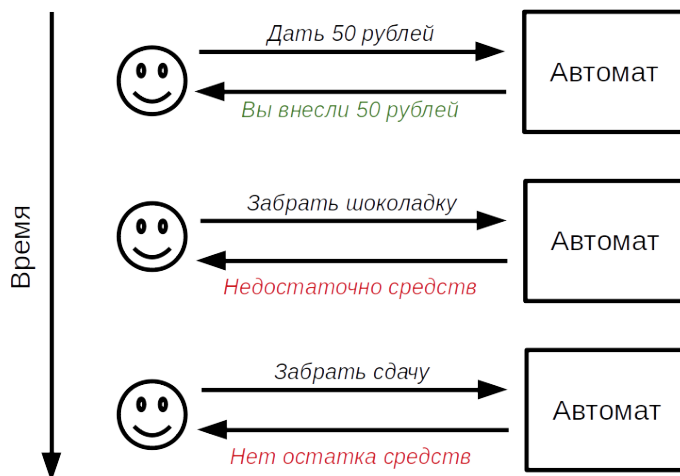 Дать 50 рублей
Автомат
Вы внесли 50 рублей
Забрать шоколадку
Автомат
Недостаточно средств
Время
Забрать сдачу
Автомат
Нет остатка средств